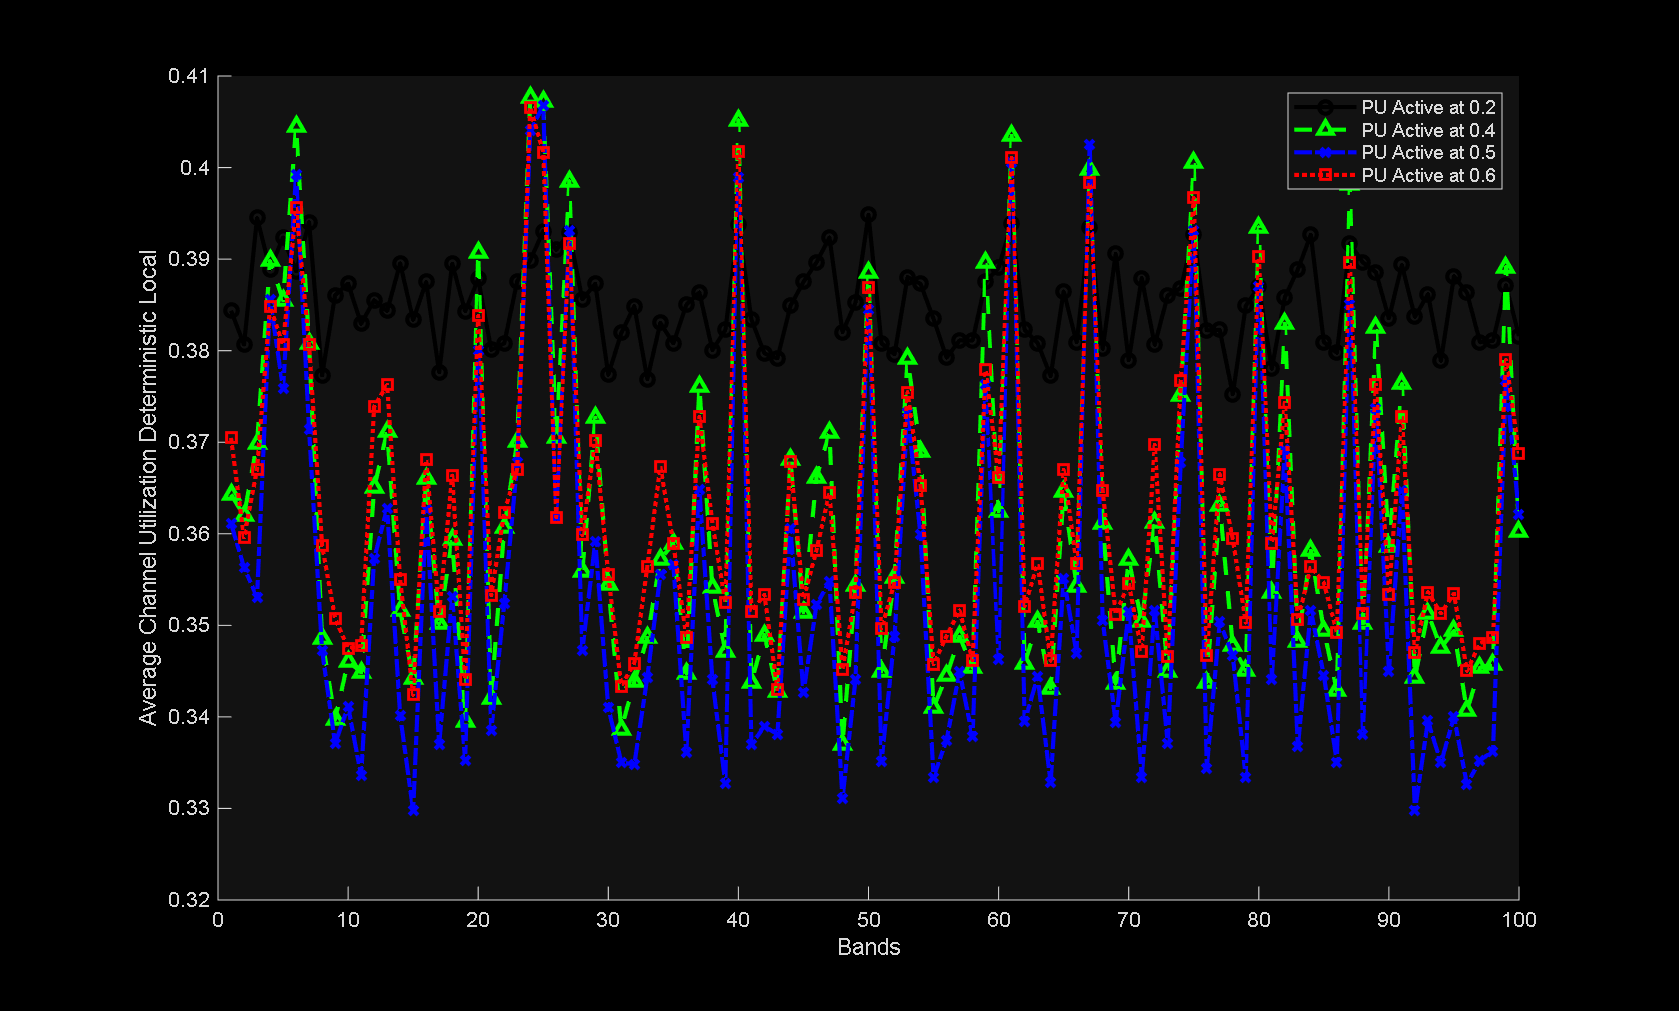 0.41
0.4
0.39
0.38
0.37
0.36
0.35
0.34
0.33
0.32
Average Channel Utilization Deterministic Local
PU Active at 0.2
PU Active at 0.4
PU Active at 0.5
PU Active at 0.6
0 10 20 30 40 50 60 70 80 90 100
Bands